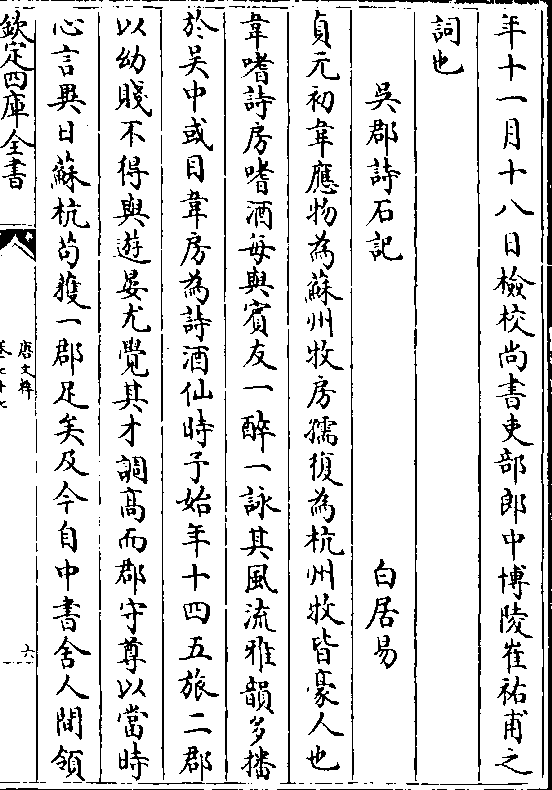 年十一月十八日檢校尚書吏部郎中博陵崔祐甫之
詞也
吳郡詩石記 白居易
貞元初韋應物為蘇州牧房孺復為杭州牧皆豪人也
韋嗜詩房嗜酒每與賓友一醉一詠其風流雅韻多播
於吳中或目韋房為詩酒仙時予始年十四五旅二郡
以幼賤不得與遊宴尤覺其才調高而郡守尊以當時
心言異日蘇杭苟獲一郡足矣及今自中書舍人間領
欽定四庫全書
唐文粹
卷七十七
六